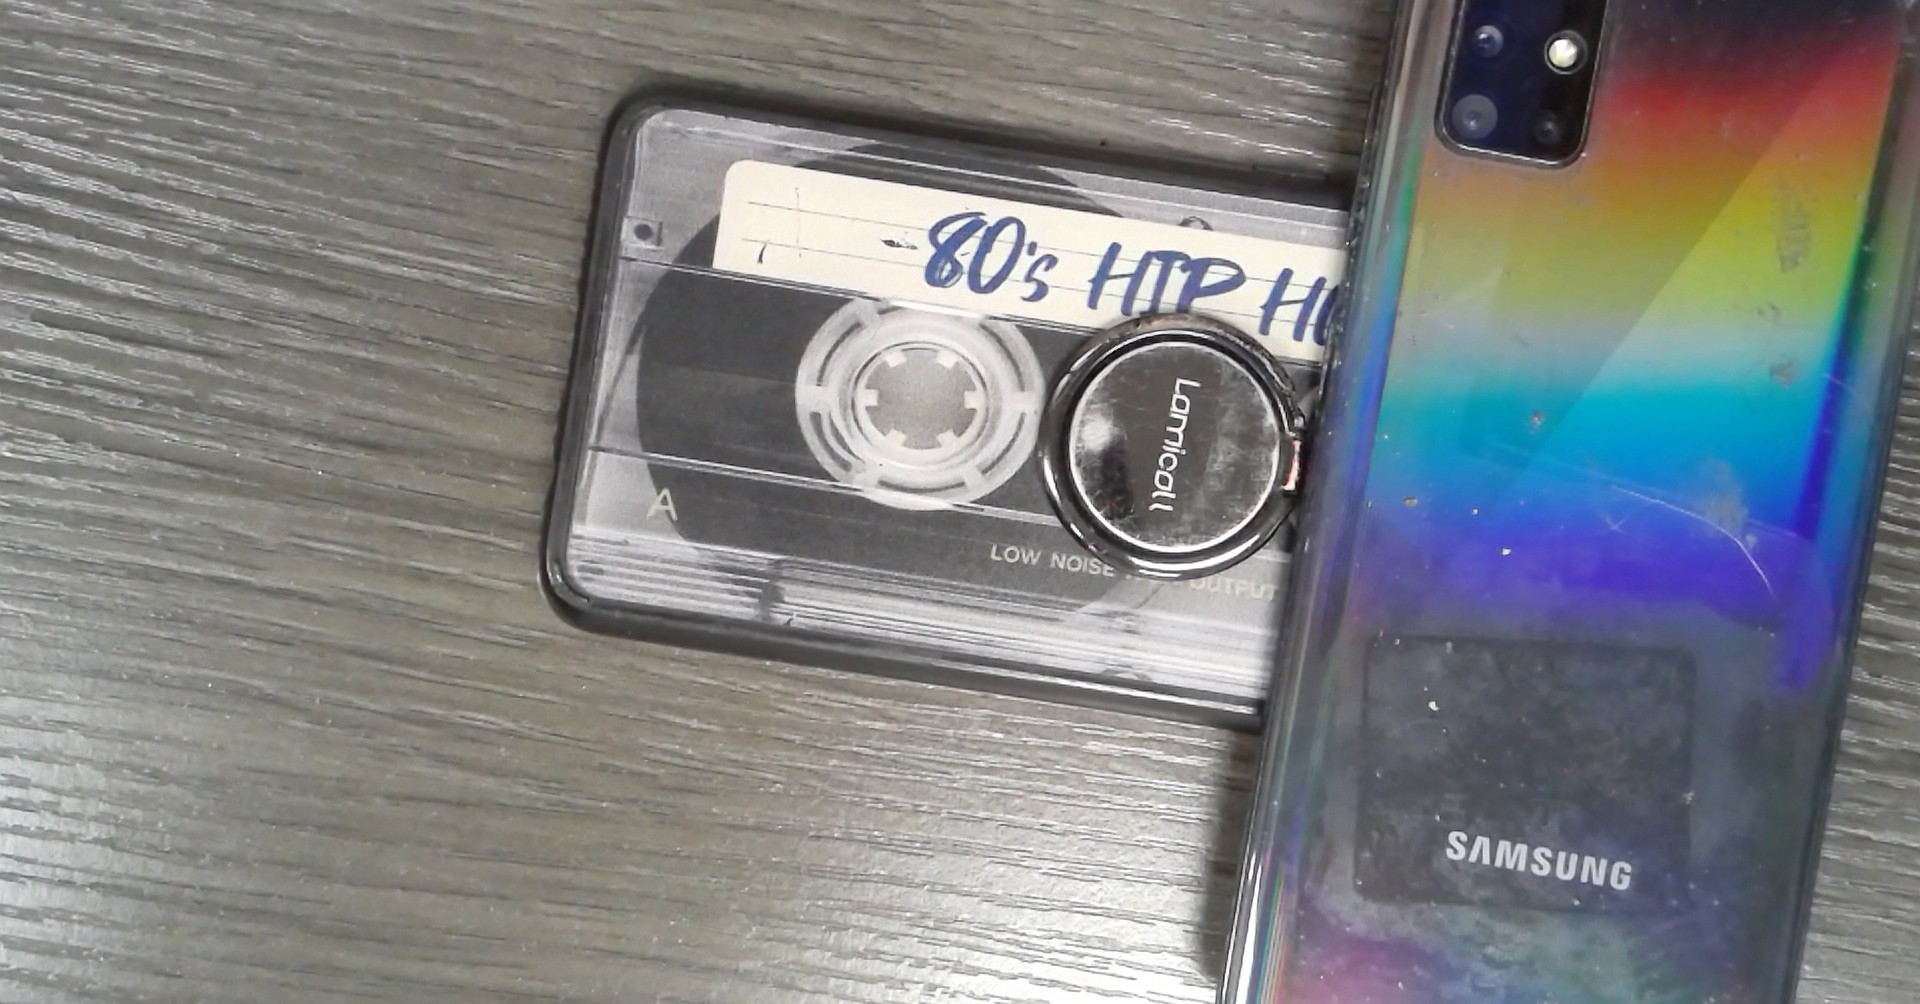 80's HIP H
Lamicall
A
LOW NOISE OUTPUT
SAMSUNG